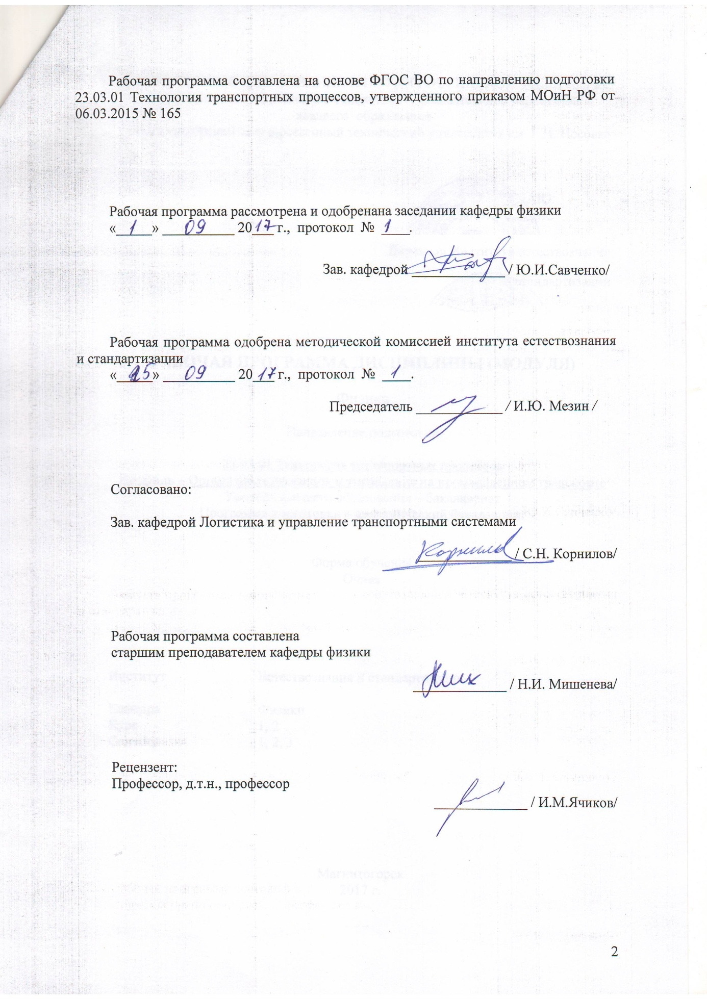 Рабочая программа составлена на основе ФГОС ВО по направлению подготовки
23.03.01 Технология транспортных процессов, утвержденного приказом МОиН РФ от
06.03.2015 № 165
Рабочая программа рассмотрена и одобренана заседании кафедры физики
«1» 09 2017 г., протокол № 1.
Зав. кафедрой / Ю.И.Савченко/
Рабочая программа одобрена методической комиссией института естествознания
и стандартизации
« » 09 2017 г., протокол № 1.
Председатель / И.Ю. Мезин /
Согласовано:
Зав. кафедрой Логистика и управление транспортными системами
/ С.Н. Корнилов/
Рабочая программа составлена
старшим преподавателем кафедры физики
/ Н.И. Мишенева/
Рецензент:
Профессор, д.т.н., профессор
/ И.М.Ячиков/
2